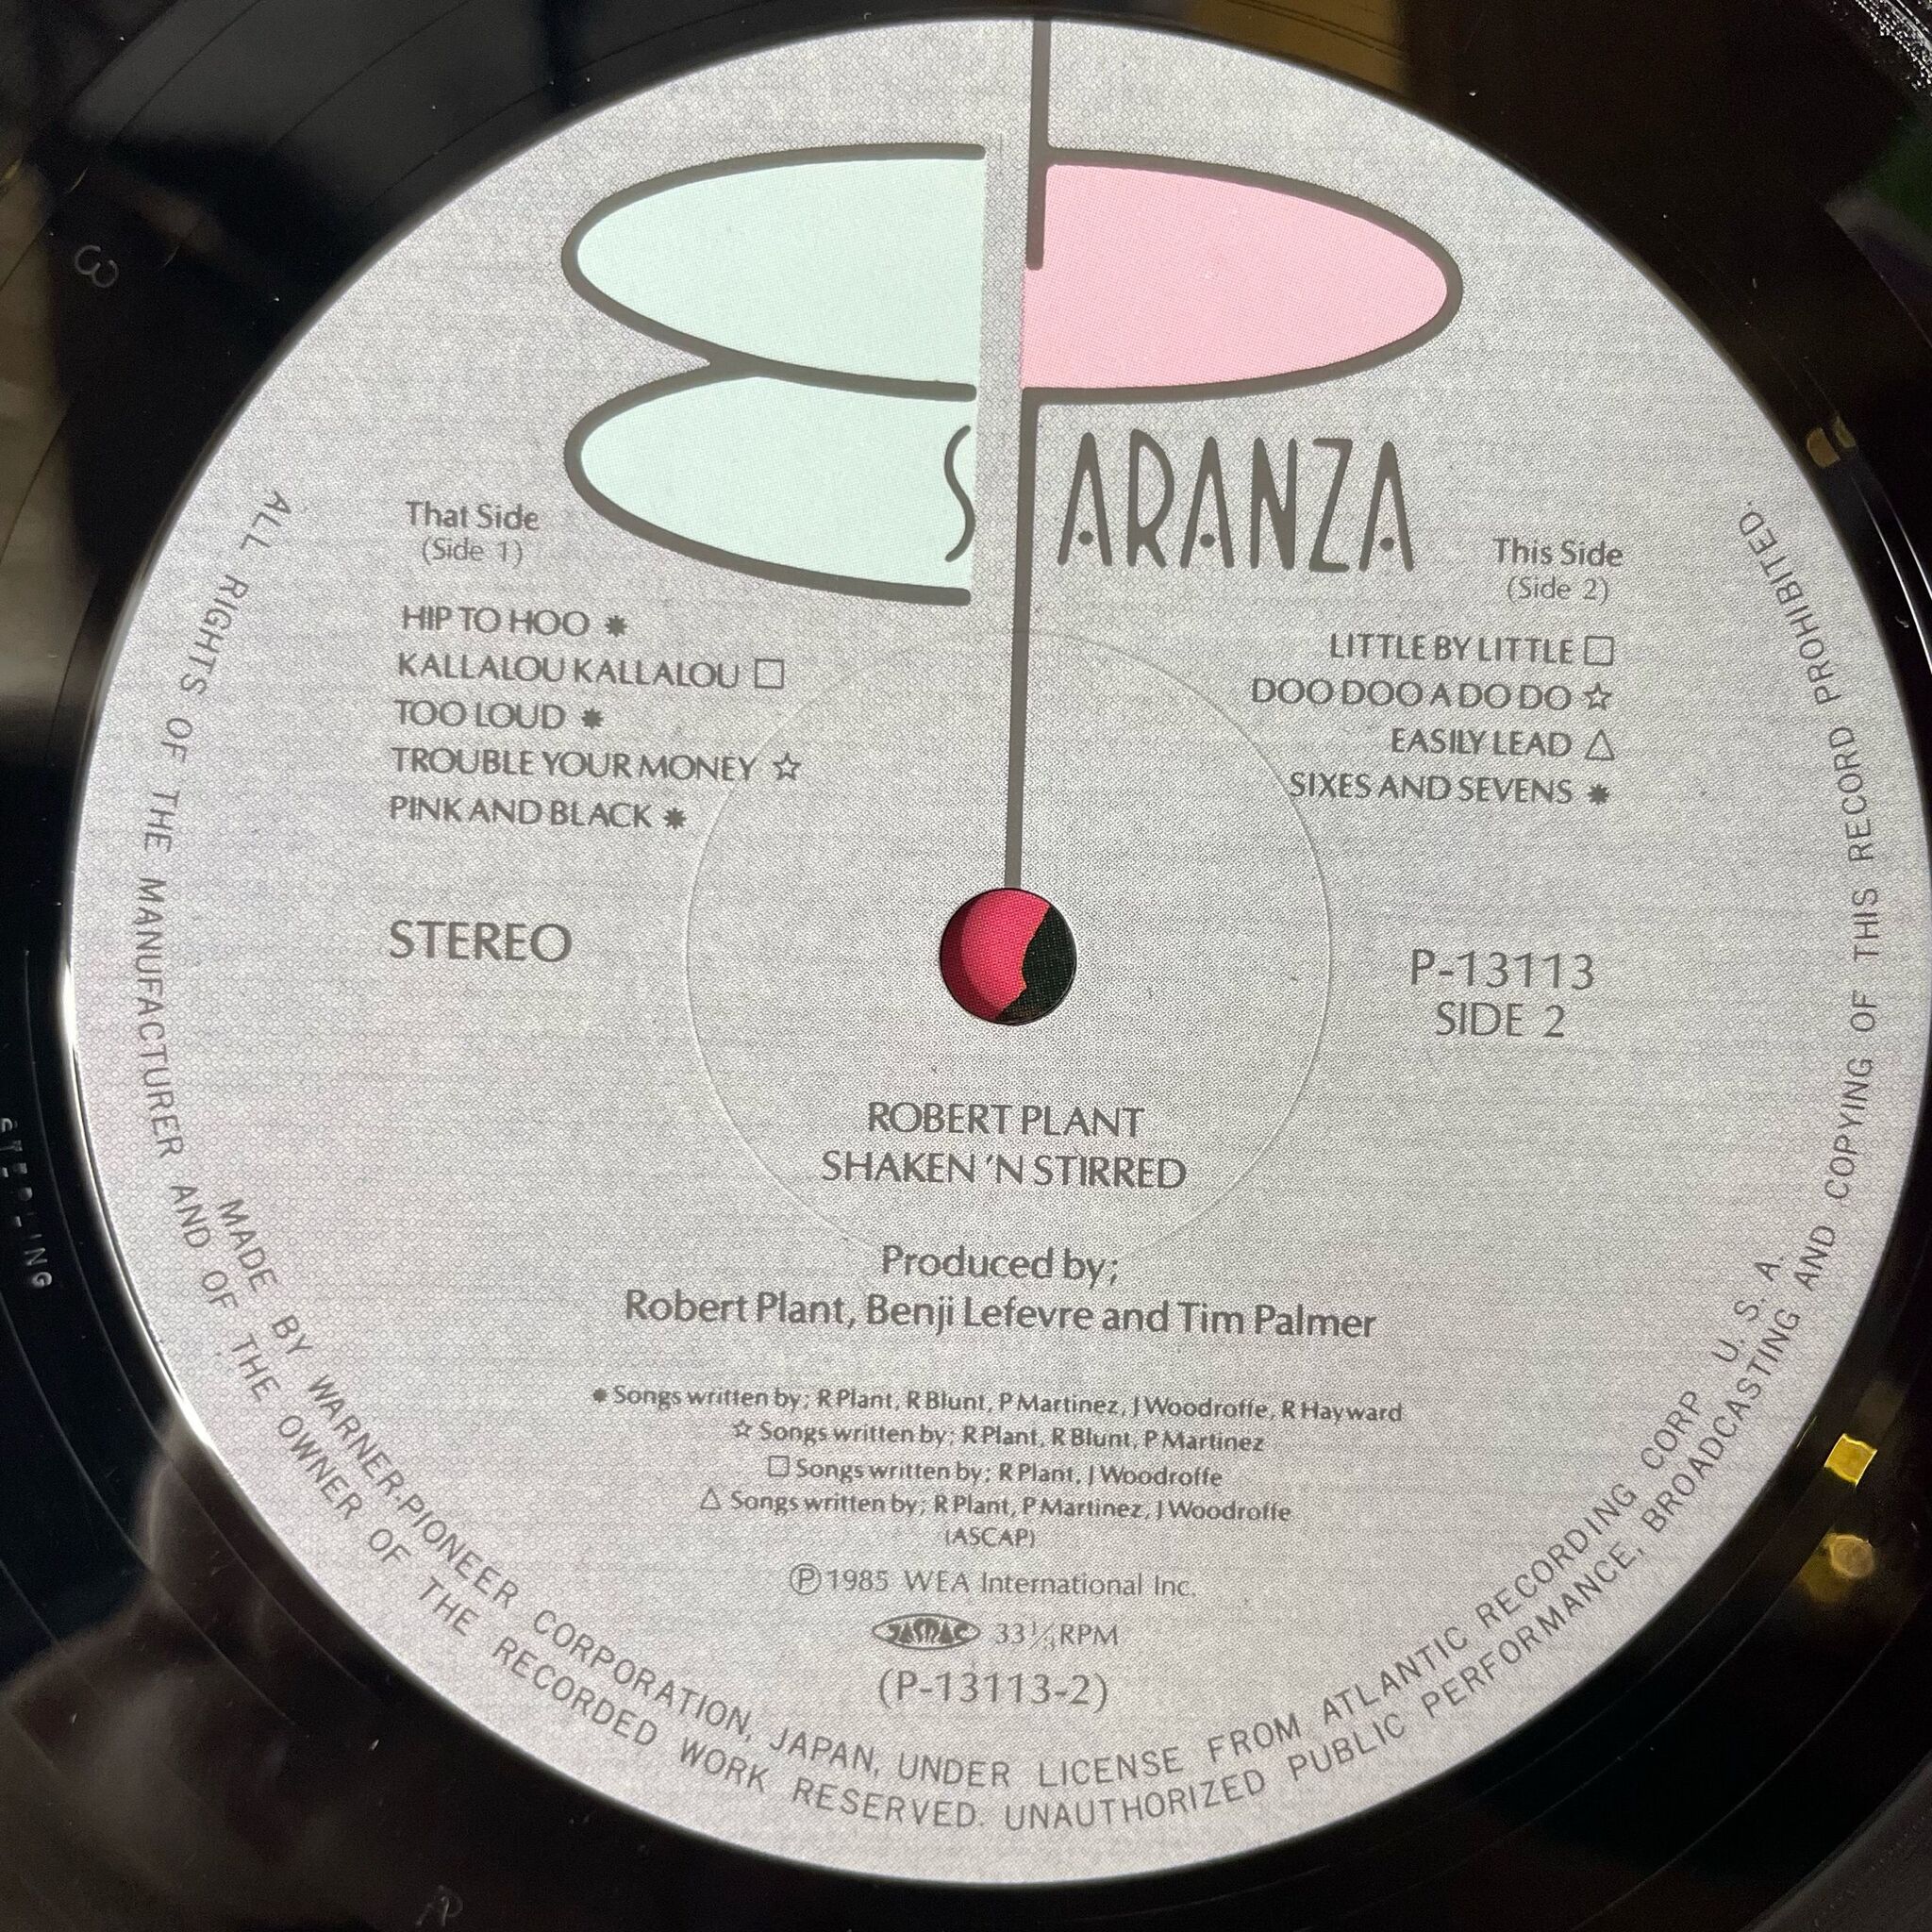 ESPARANZA
That Side
(Side 1)
HIP TO HOO ✷
KALLALOU KALLALOU □
TOO LOUD ✷
TROUBLE YOUR MONEY ☆
PINK AND BLACK ✷
This Side
(Side 2)
LITTLE BY LITTLE □
DOO DOO A DO DO ☆
EASILY LEAD △
SIXES AND SEVENS ✷
STEREO
P-13113
SIDE 2
ROBERT PLANT
SHAKEN 'N STIRRED
Produced by;
Robert Plant, Benji Lefevre and Tim Palmer
✷ Songs written by; R Plant, R Blunt, P Martinez, J Woodroffe, R Hayward
☆ Songs written by; R Plant, R Blunt, P Martinez
□ Songs written by; R Plant, J Woodroffe
△ Songs written by; R Plant, P Martinez, J Woodroffe
(ASCAP)
Ⓟ1985 WEA International Inc.
JASRAC 33⅓RPM
(P-13113-2)
MADE BY WARNER-PIONEER CORPORATION, JAPAN, UNDER LICENSE FROM ATLANTIC RECORDING CORP U. S. A.
ALL RIGHTS OF THE MANUFACTURER AND OF THE OWNER OF THE RECORDED WORK RESERVED. UNAUTHORIZED PUBLIC PERFORMANCE, BROADCASTING AND COPYING OF THIS RECORD PROHIBITED.
STERLING